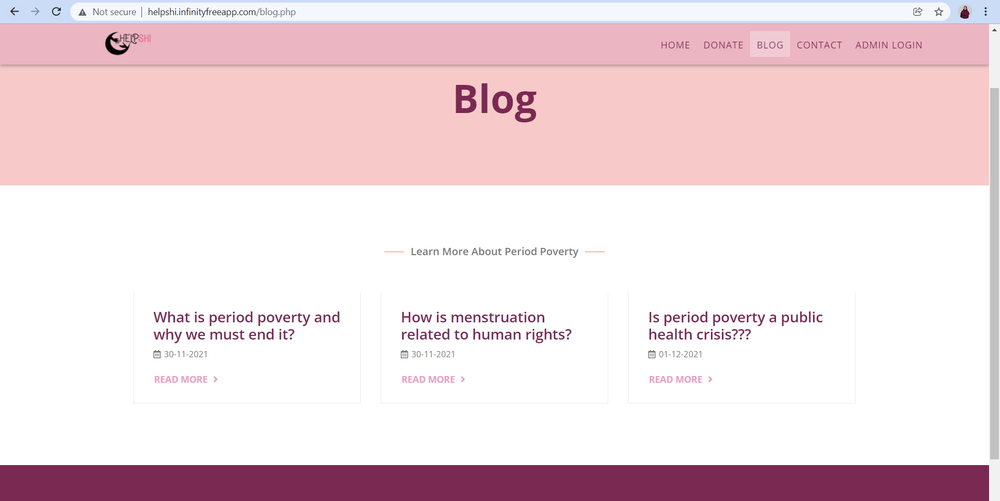 Not secure
helpshi.infinityfreeapp.com/blog.php
HELPSHI
HOME DONATE BLOG CONTACT ADMIN LOGIN
Blog
Learn More About Period Poverty
What is period poverty and
why we must end it?
30-11-2021
READ MORE
How is menstruation
related to human rights?
30-11-2021
READ MORE
Is period poverty a public
health crisis???
01-12-2021
READ MORE